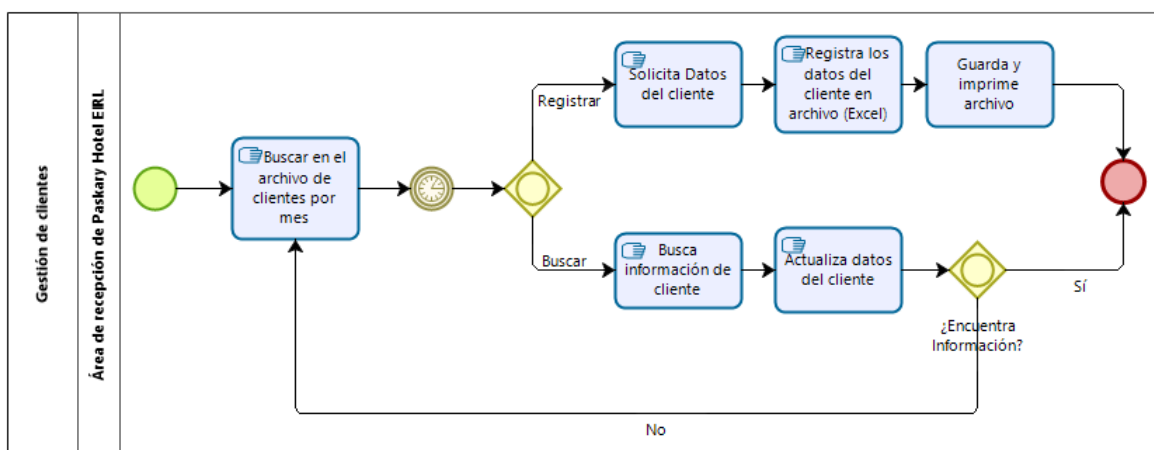 Gestión de clientes
Área de recepción de Paskary Hotel EIRL
Buscar en el
archivo de
clientes por
mes
Registrar
Solicita Datos
del cliente
Registra los
datos del
cliente en
archivo (Excel)
Guarda y
imprime
archivo
Buscar
Busca
información de
cliente
Actualiza datos
del cliente
¿Encuentra
Información?
Sí
No